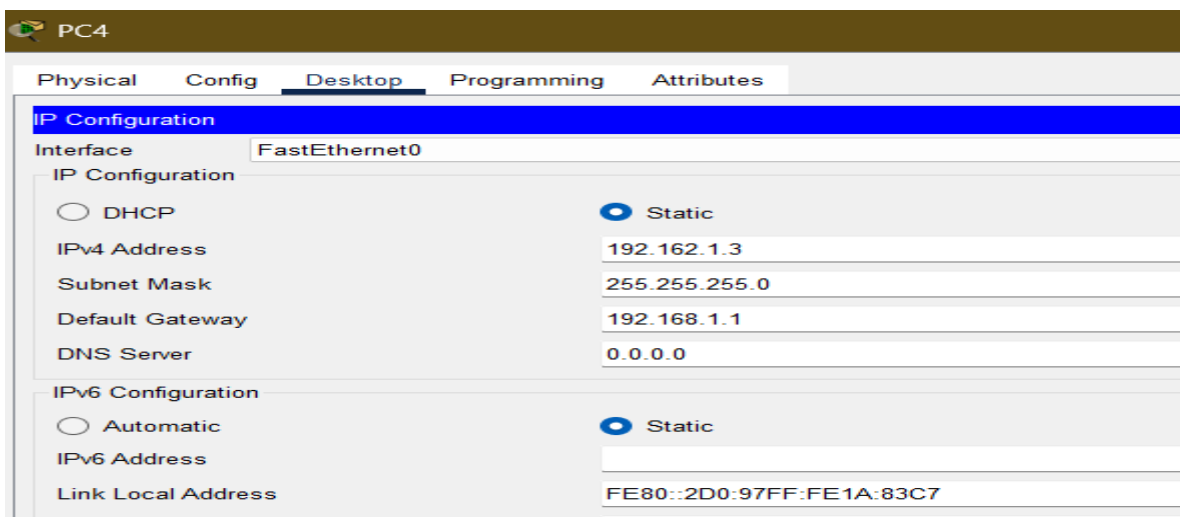 PC4
Physical Config Desktop Programming Attributes
IP Configuration
Interface FastEthernet0
IP Configuration
DHCP Static
IPv4 Address 192.162.1.3
Subnet Mask 255.255.255.0
Default Gateway 192.168.1.1
DNS Server 0.0.0.0
IPv6 Configuration
Automatic Static
IPv6 Address
Link Local Address FE80::2D0:97FF:FE1A:83C7